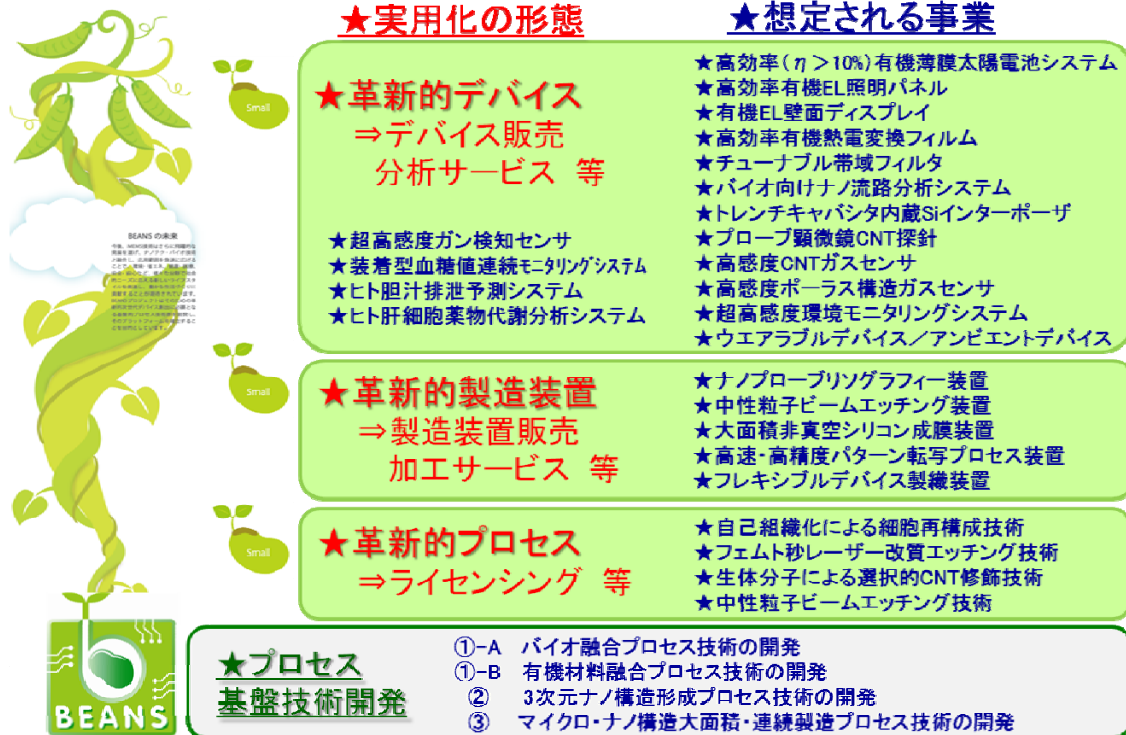 ★実用化の形態
★想定される事業
Small
★革新的デバイス
⇒デバイス販売
分析サービス 等
★超高感度ガン検知センサ
★装着型血糖値連続モニタリングシステム
★ヒト胆汁排泄予測システム
★ヒト肝細胞薬物代謝分析システム
★高効率(η>10%)有機薄膜太陽電池システム
★高効率有機EL照明パネル
★有機EL壁面ディスプレイ
★高効率有機熱電変換フィルム
★チューナブル帯域フィルタ
★バイオ向けナノ流路分析システム
★トレンチキャパシタ内蔵Siインターポーザ
★プローブ顕微鏡CNT探針
★高感度CNTガスセンサ
★高感度ポーラス構造ガスセンサ
★超高感度環境モニタリングシステム
★ウエアラブルデバイス/アンビエントデバイス
BEANSの未来
Small
★革新的製造装置
⇒製造装置販売
加工サービス 等
★ナノプローブリソグラフィー装置
★中性粒子ビームエッチング装置
★大面積非真空シリコン成膜装置
★高速・高精度パターン転写プロセス装置
★フレキシブルデバイス製織装置
Small
★革新的プロセス
⇒ライセンシング 等
★自己組織化による細胞再構成技術
★フェムト秒レーザー改質エッチング技術
★生体分子による選択的CNT修飾技術
★中性粒子ビームエッチング技術
BEANS
★プロセス
基盤技術開発
①-A バイオ融合プロセス技術の開発
①-B 有機材料融合プロセス技術の開発
② 3次元ナノ構造形成プロセス技術の開発
③ マイクロ・ナノ構造大面積・連続製造プロセス技術の開発